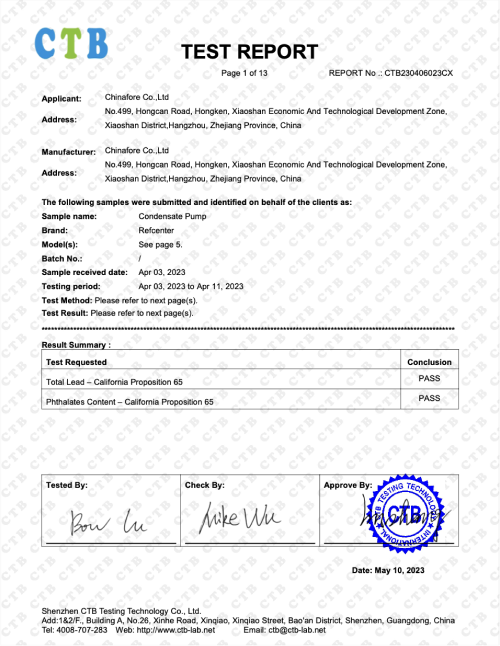 CTB
TEST REPORT
Page 1 of 13 REPORT No .: CTB230406023CX
Applicant: Chinafore Co.,Ltd
Address: No.499, Hongcan Road, Hongken, Xiaoshan Economic And Technological Development Zone,
Xiaoshan District,Hangzhou, Zhejiang Province, China
Manufacturer: Chinafore Co.,Ltd
Address: No.499, Hongcan Road, Hongken, Xiaoshan Economic And Technological Development Zone,
Xiaoshan District,Hangzhou, Zhejiang Province, China
The following samples were submitted and identified on behalf of the clients as:
Sample name: Condensate Pump
Brand: Refcenter
Model(s): See page 5.
Batch No.: /
Sample received date: Apr 03, 2023
Testing period: Apr 03, 2023 to Apr 11, 2023
Test Method: Please refer to next page(s).
Test Result: Please refer to next page(s).
Result Summary :
Test Requested Conclusion
Total Lead – California Proposition 65 PASS
Phthalates Content – California Proposition 65 PASS
Tested By: Check By: Approve By:
Mike Wu
CTB TESTING TECHNOLOGY
CTB
INTERNATIONAL
Date: May 10, 2023
Shenzhen CTB Testing Technology Co., Ltd.
Add:1&2/F., Building A, No.26, Xinhe Road, Xinqiao, Xinqiao Street, Bao'an District, Shenzhen, Guangdong, China
Tel: 4008-707-283 Web: http://www.ctb-lab.net Email: ctb@ctb-lab.net